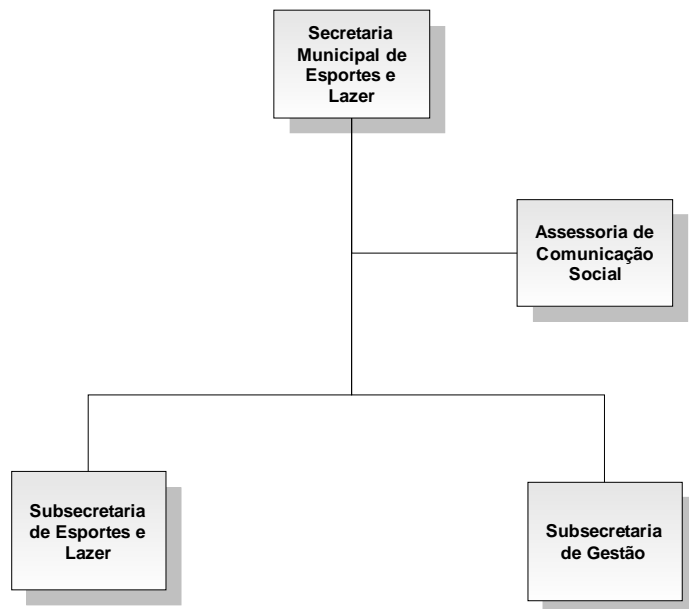 Secretaria
Municipal de
Esportes e
Lazer
Assessoria de
Comunicação
Social
Subsecretaria
de Esportes e
Lazer
Subsecretaria
de Gestão